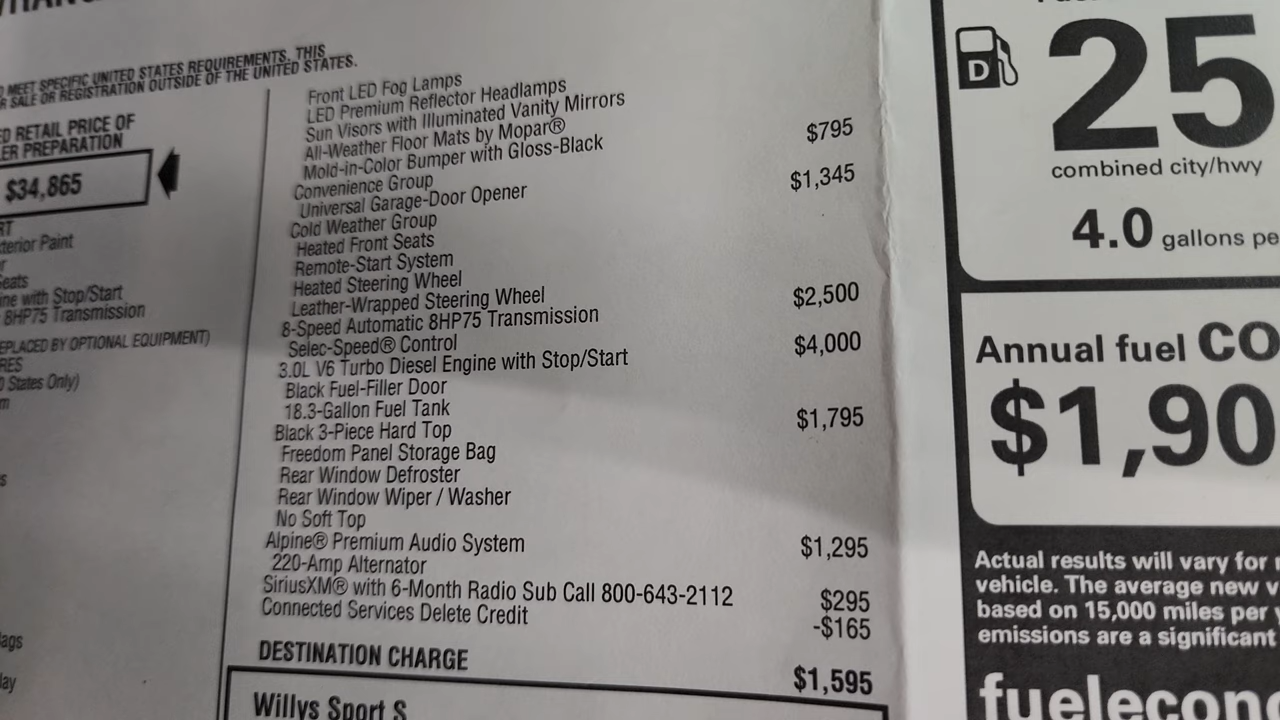 MEET SPECIFIC UNITED STATES REQUIREMENTS. THIS
SALE OR REGISTRATION OUTSIDE OF THE UNITED STATES.
RETAIL PRICE OF
PREPARATION
$34,865
Paint
with Stop/Start
8HP75 Transmission
BY OPTIONAL EQUIPMENT)
States Only)
Front LED Fog Lamps
LED Premium Reflector Headlamps
Sun Visors with Illuminated Vanity Mirrors
All-Weather Floor Mats by Mopar®
Mold-in-Color Bumper with Gloss-Black
Convenience Group $795
Universal Garage-Door Opener
Cold Weather Group $1,345
Heated Front Seats
Remote-Start System
Heated Steering Wheel
Leather-Wrapped Steering Wheel
8-Speed Automatic 8HP75 Transmission $2,500
Selec-Speed® Control
3.0L V6 Turbo Diesel Engine with Stop/Start $4,000
Black Fuel-Filler Door
18.3-Gallon Fuel Tank
Black 3-Piece Hard Top $1,795
Freedom Panel Storage Bag
Rear Window Defroster
Rear Window Wiper / Washer
No Soft Top
Alpine® Premium Audio System $1,295
220-Amp Alternator
SiriusXM® with 6-Month Radio Sub Call 800-643-2112 $295
Connected Services Delete Credit -$165
DESTINATION CHARGE $1,595
Willys Sport S
D
25
combined city/hwy
4.0 gallons pe
Annual fuel CO
$1,90
Actual results will vary for
vehicle. The average new v
based on 15,000 miles per
emissions are a significant
fuelecono